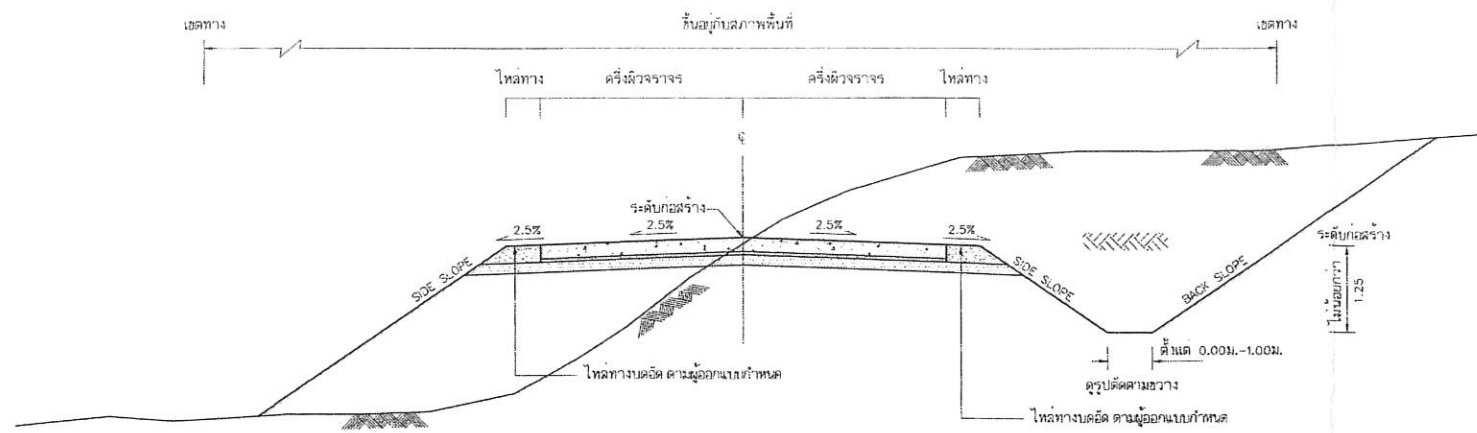 เขตทาง
ขึ้นอยู่กับสภาพพื้นที่
เขตทาง
ไหล่ทาง
ครึ่งผิวจราจร
ครึ่งผิวจราจร
ไหล่ทาง
℄
ระดับก่อสร้าง
2.5%
2.5%
2.5%
2.5%
ระดับก่อสร้าง
SIDE SLOPE
SIDE SLOPE
BACK SLOPE
ไม่น้อยกว่า
1.25
ตั้งแต่ 0.00ม.-1.00ม.
ไหล่ทางบดอัด ตามผู้ออกแบบกำหนด
ดูรูปตัดตามขวาง
ไหล่ทางบดอัด ตามผู้ออกแบบกำหนด